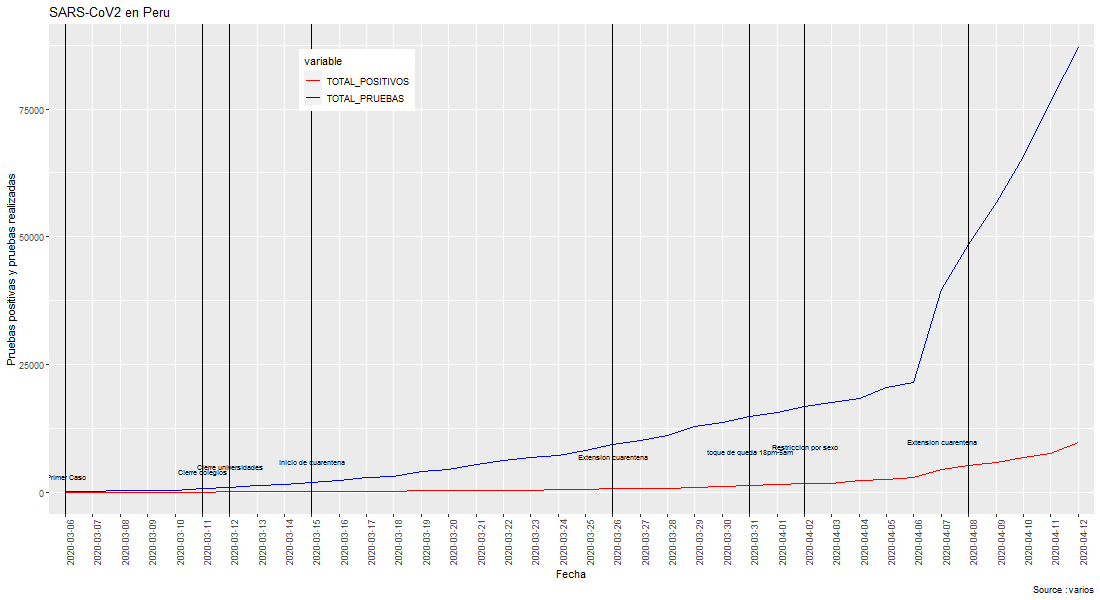 SARS-CoV2 en Peru
variable
TOTAL_POSITIVOS
TOTAL_PRUEBAS
Pruebas positivas y pruebas realizadas
75000
50000
25000
0
Primer Caso
Cierre colegios
Cierre universidades
Inicio de cuarentena
Extension cuarentena
toque de queda 18pm-5am
Restriccion por sexo
Extension cuarentena
2020-03-06
2020-03-07
2020-03-08
2020-03-09
2020-03-10
2020-03-11
2020-03-12
2020-03-13
2020-03-14
2020-03-15
2020-03-16
2020-03-17
2020-03-18
2020-03-19
2020-03-20
2020-03-21
2020-03-22
2020-03-23
2020-03-24
2020-03-25
2020-03-26
2020-03-27
2020-03-28
2020-03-29
2020-03-30
2020-03-31
2020-04-01
2020-04-02
2020-04-03
2020-04-04
2020-04-05
2020-04-06
2020-04-07
2020-04-08
2020-04-09
2020-04-10
2020-04-11
2020-04-12
Fecha
Source : varios